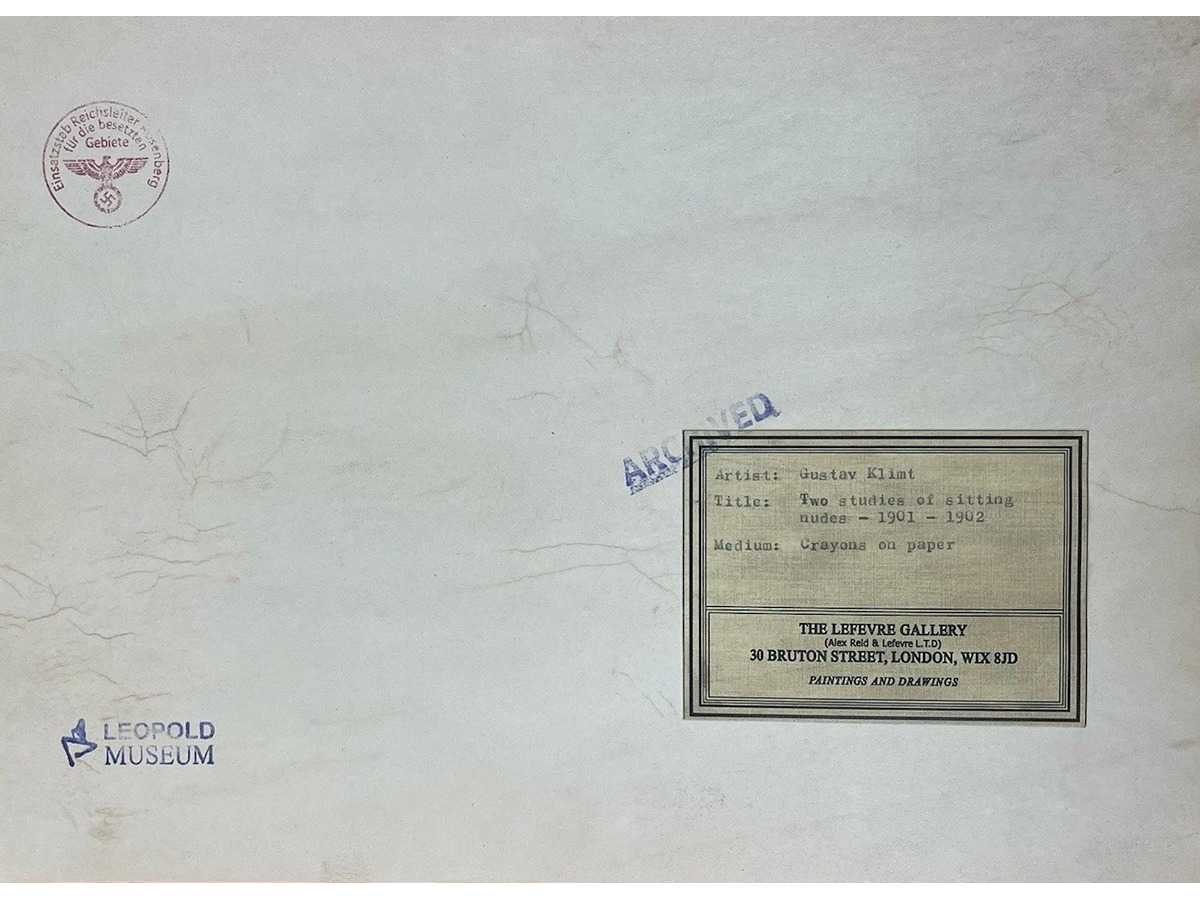 Einsatzstab Reichsleiter Rosenberg
für die besetzten
Gebiete
ARCHIVED
Artist: Gustav Klimt
Title: Two studies of sitting
nudes - 1901 - 1902
Medium: Crayons on paper
THE LEFEVRE GALLERY
(Alex Reid & Lefevre L.T.D)
30 BRUTON STREET, LONDON, WIX 8JD
PAINTINGS AND DRAWINGS
LEOPOLD
MUSEUM